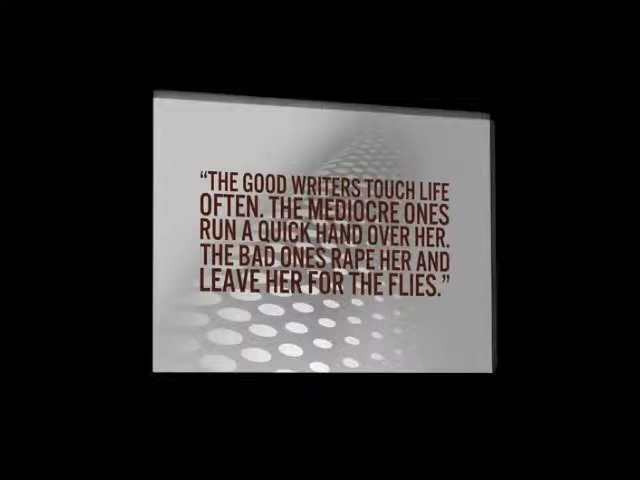 “THE GOOD WRITERS TOUCH LIFE
OFTEN. THE MEDIOCRE ONES
RUN A QUICK HAND OVER HER.
THE BAD ONES RAPE HER AND
LEAVE HER FOR THE FLIES.”